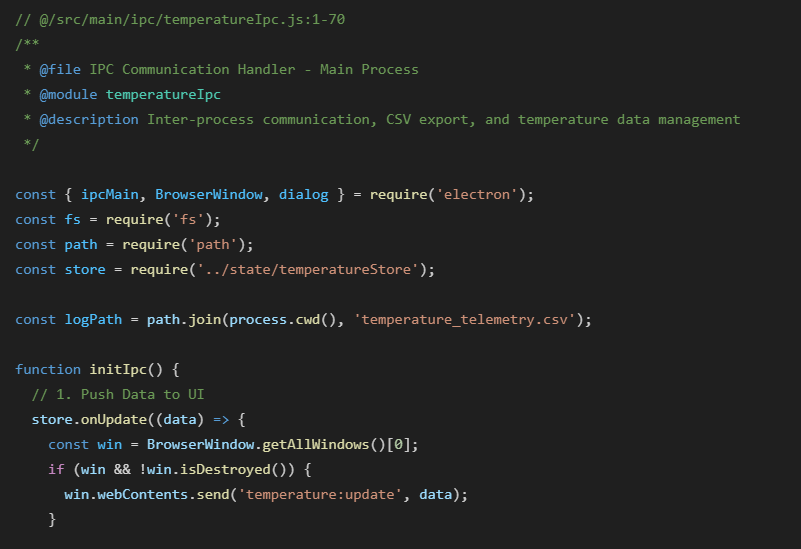 // @/src/main/ipc/temperatureIpc.js:1-70
/**
 * @file IPC Communication Handler - Main Process
 * @module temperatureIpc
 * @description Inter-process communication, CSV export, and temperature data management
 */

const { ipcMain, BrowserWindow, dialog } = require('electron');
const fs = require('fs');
const path = require('path');
const store = require('../state/temperatureStore');

const logPath = path.join(process.cwd(), 'temperature_telemetry.csv');

function initIpc() {
  // 1. Push Data to UI
  store.onUpdate((data) => {
    const win = BrowserWindow.getAllWindows()[0];
    if (win && !win.isDestroyed()) {
      win.webContents.send('temperature:update', data);
    }